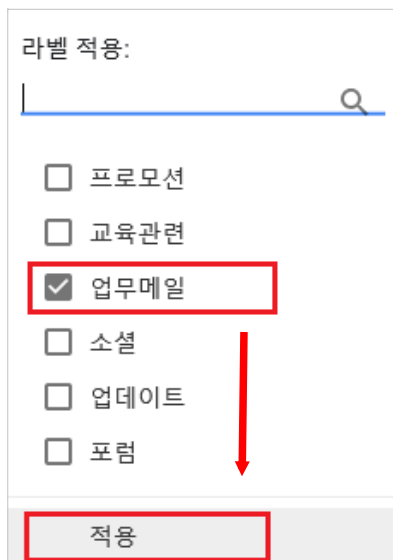 라벨 적용:
프로모션
교육관련
업무메일
소셜
업데이트
포럼
적용